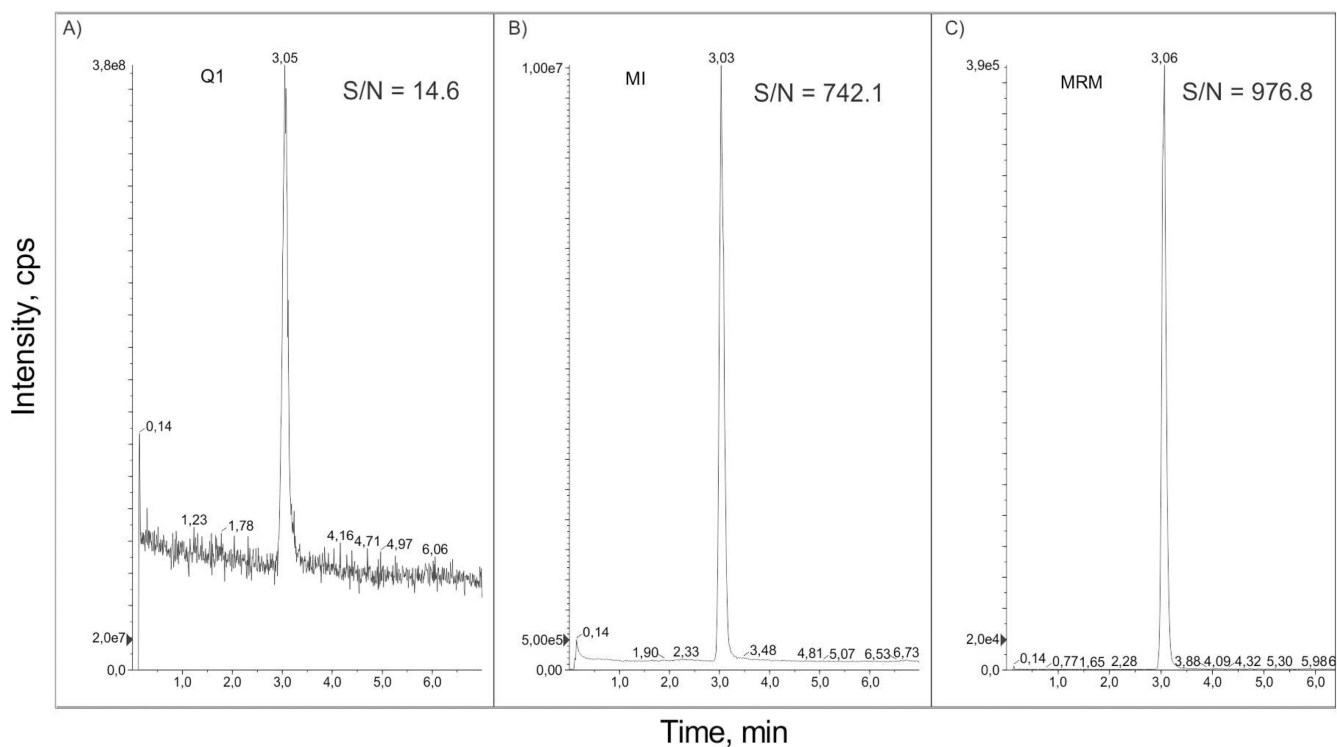 Intensity, cps
A)
3,8e8
Q1
3,05
S/N = 14.6
0,14
1,23
1,78
4,16
4,71
4,97
6,06
2,0e7
0,0
1,0
2,0
3,0
4,0
5,0
6,0
B)
1,00e7
MI
3,03
S/N = 742.1
5,00e5
0,14
1,90
2,33
3,48
4,81
5,07
6,53
6,73
0,00
1,0
2,0
3,0
4,0
5,0
6,0
C)
3,9e5
MRM
3,06
S/N = 976.8
2,0e4
0,14
0,77
1,65
2,28
3,88
4,09
4,32
5,30
5,98
6
0,0
1,0
2,0
3,0
4,0
5,0
6,0
Time, min